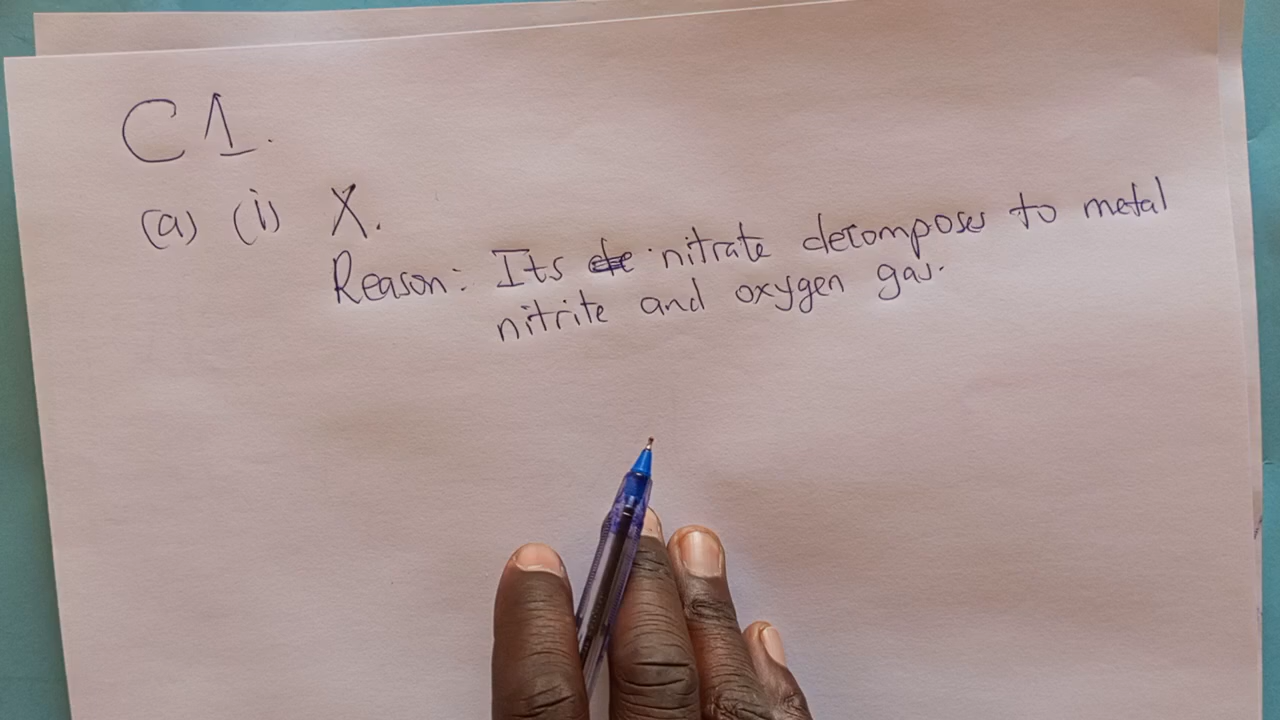 C1.
(a) (i) X.
Reason: Its nitrate decomposes to metal
nitrite and oxygen gas.